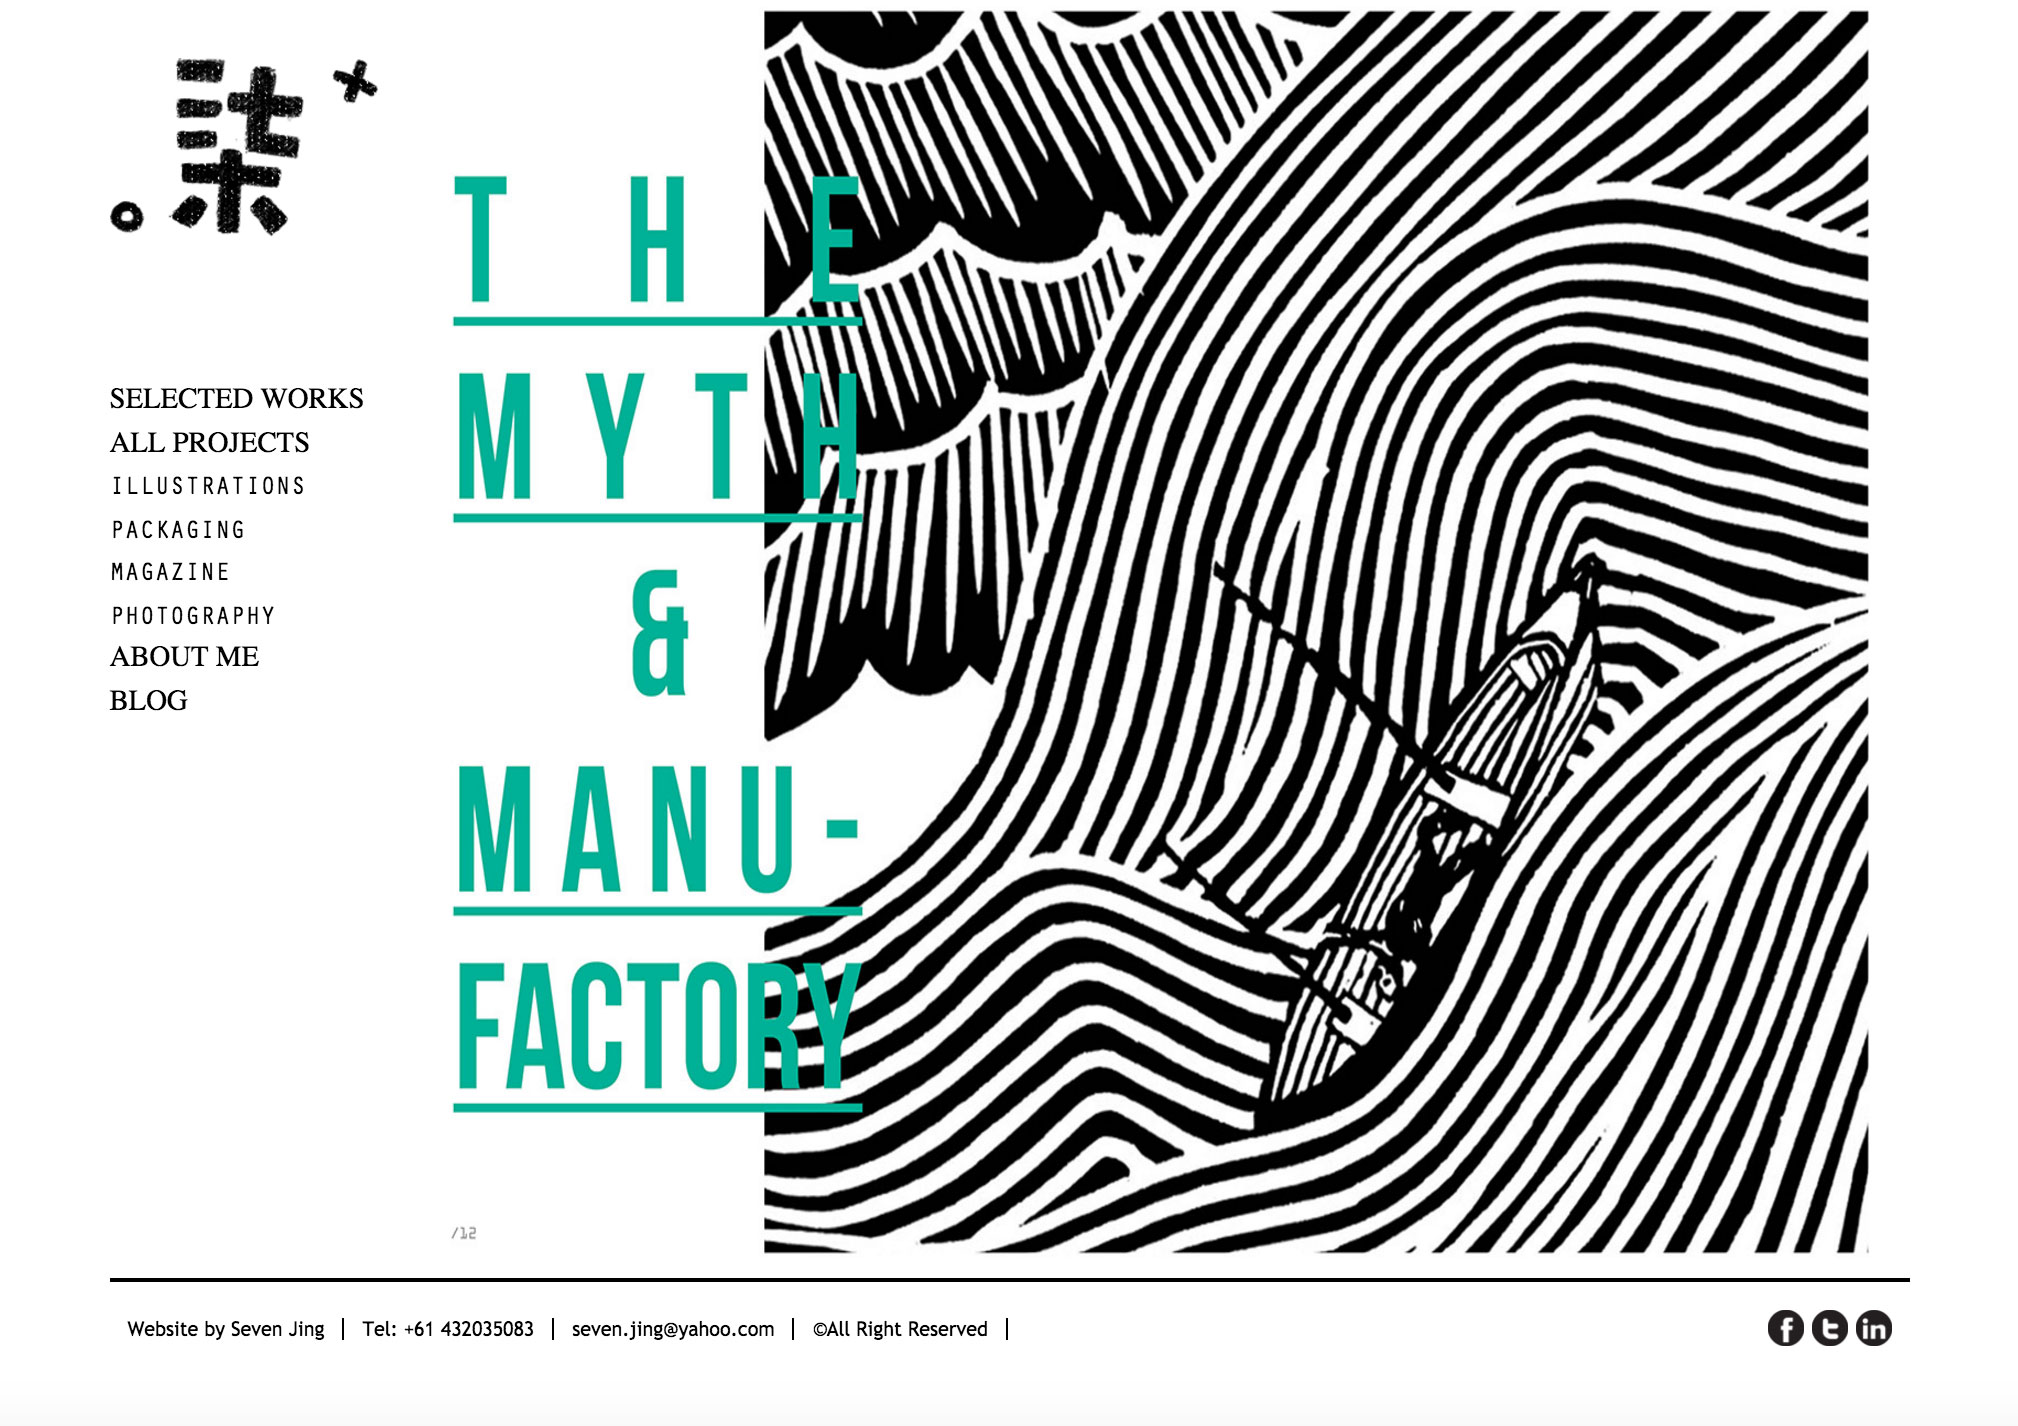 柒
SELECTED WORKS
ALL PROJECTS
ILLUSTRATIONS
PACKAGING
MAGAZINE
PHOTOGRAPHY
ABOUT ME
BLOG
THE
MYTH
&
MANU-
FACTORY
/12
Website by Seven Jing | Tel: +61 432035083 | seven.jing@yahoo.com | ©All Right Reserved |
f t in